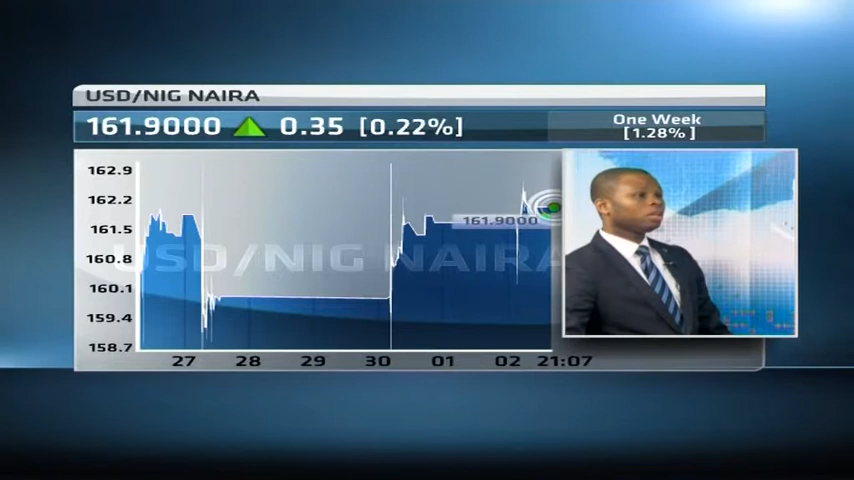 USD/NIG NAIRA
161.9000 0.35 [0.22%]
One Week
[1.28%]
162.9
162.2
161.5
160.8
160.1
159.4
158.7
161.9000
USD/NIG NAIRA
27 28 29 30 01 02 21:07